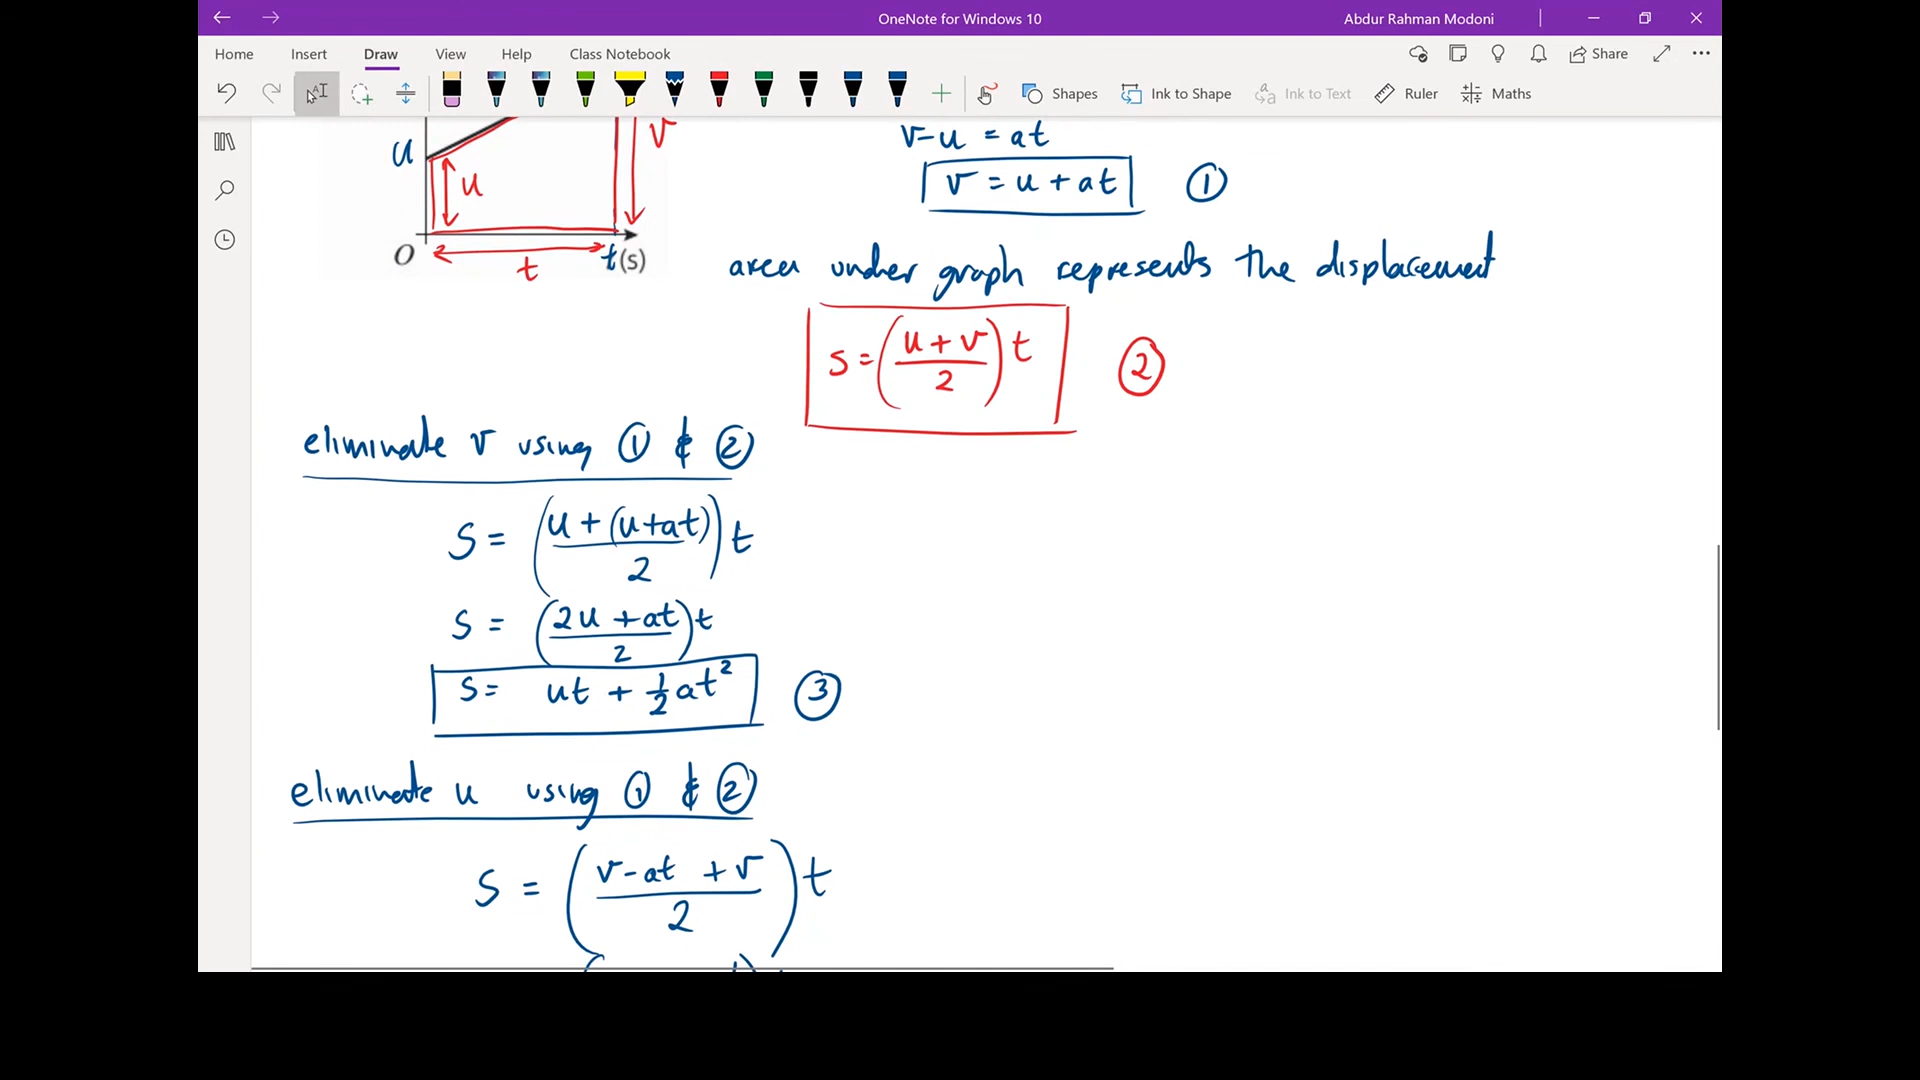 OneNote for Windows 10
Abdur Rahman Modoni
Home Insert Draw View Help Class Notebook
Share
Shapes Ink to Shape Ink to Text Ruler Maths
u
u
v
O
t
t(s)
v-u = at
v = u + at ①
area under graph represents the displacement
s = (u + v / 2) t ②
eliminate v using ① & ②
S = (u + (u+at) / 2) t
S = (2u + at / 2) t
S = ut + ½at² ③
eliminate u using ① & ②
S = (v-at + v / 2) t